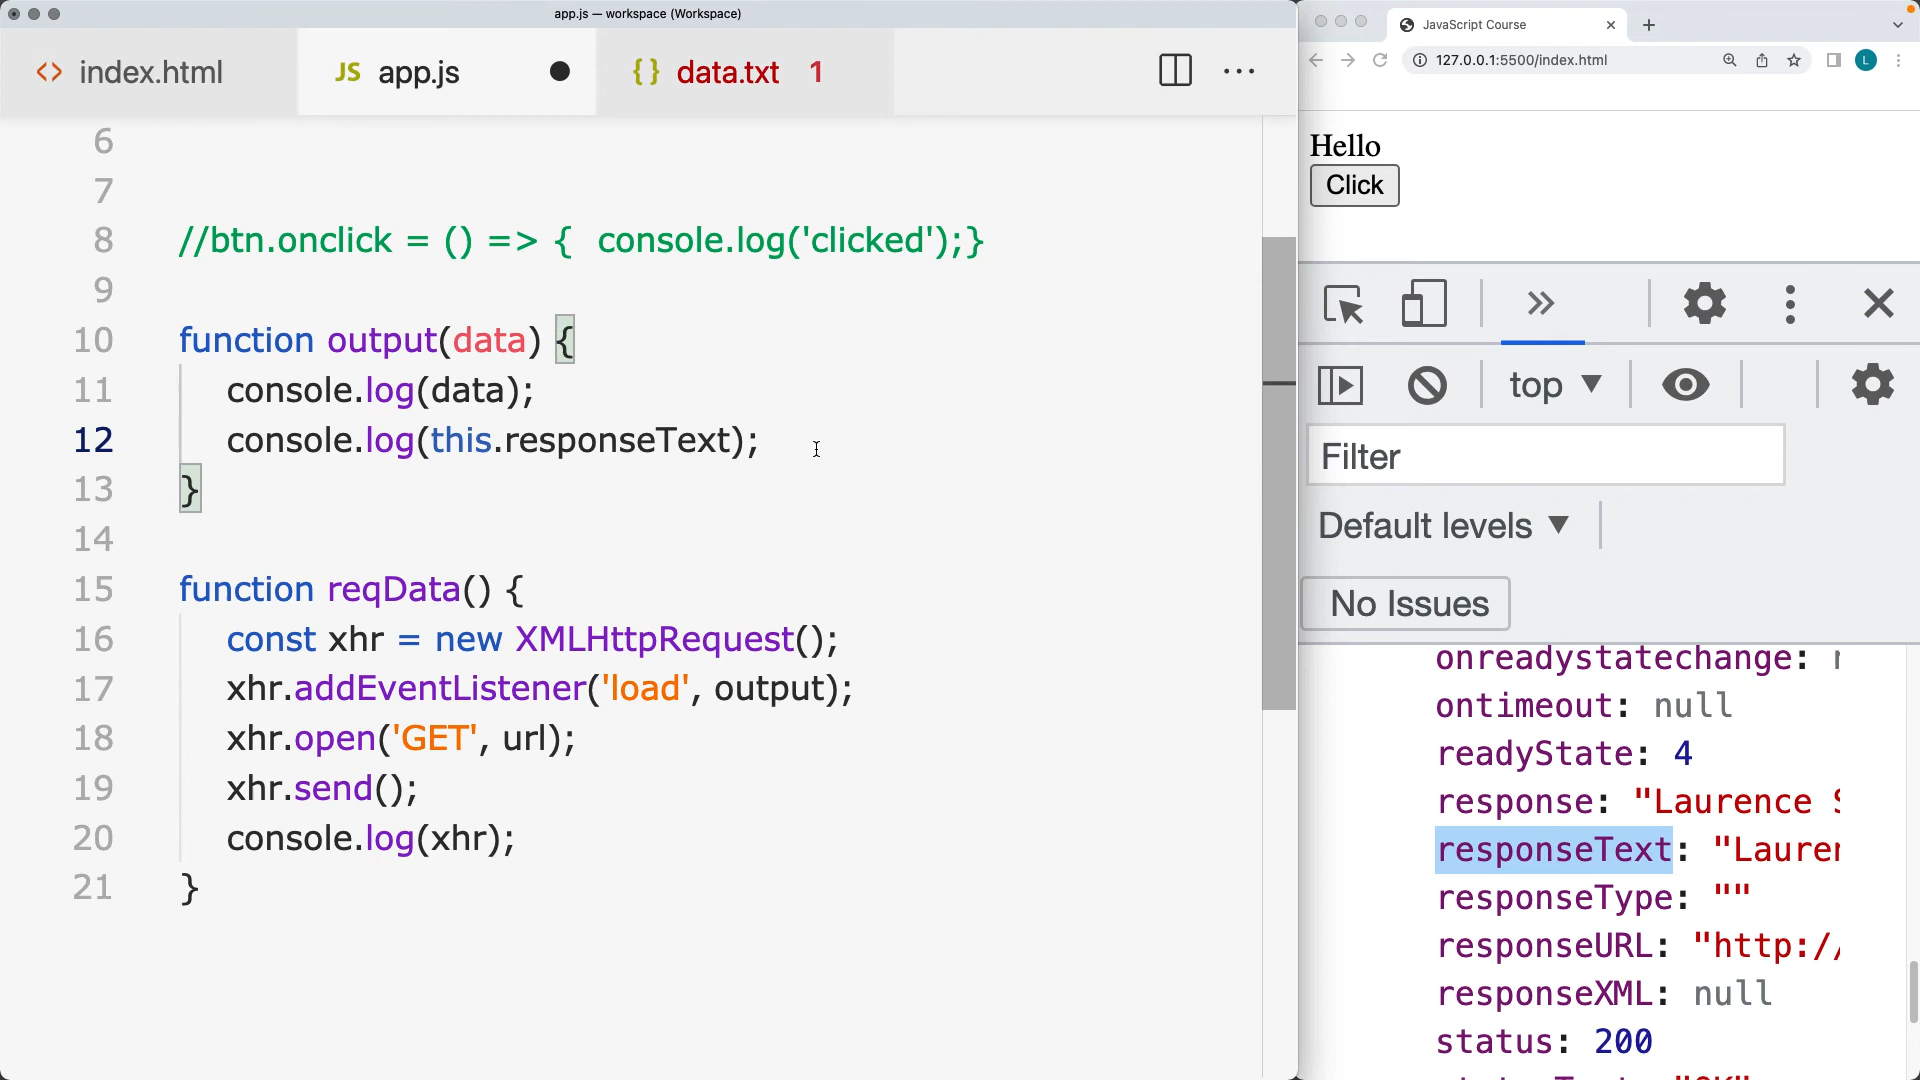 app.js — workspace (Workspace)
<> index.html
JS app.js
{ } data.txt 1
6
7
8 //btn.onclick = () => {  console.log('clicked');}
9
10 function output(data) {
11 console.log(data);
12 console.log(this.responseText);
13 }
14
15 function reqData() {
16 const xhr = new XMLHttpRequest();
17 xhr.addEventListener('load', output);
18 xhr.open('GET', url);
19 xhr.send();
20 console.log(xhr);
21 }
JavaScript Course
127.0.0.1:5500/index.html
L
Hello
Click
top
Filter
Default levels
No Issues
onreadystatechange:
ontimeout: null
readyState: 4
response: "Laurence
responseText: "Lauren
responseType: ""
responseURL: "http:/
responseXML: null
status: 200